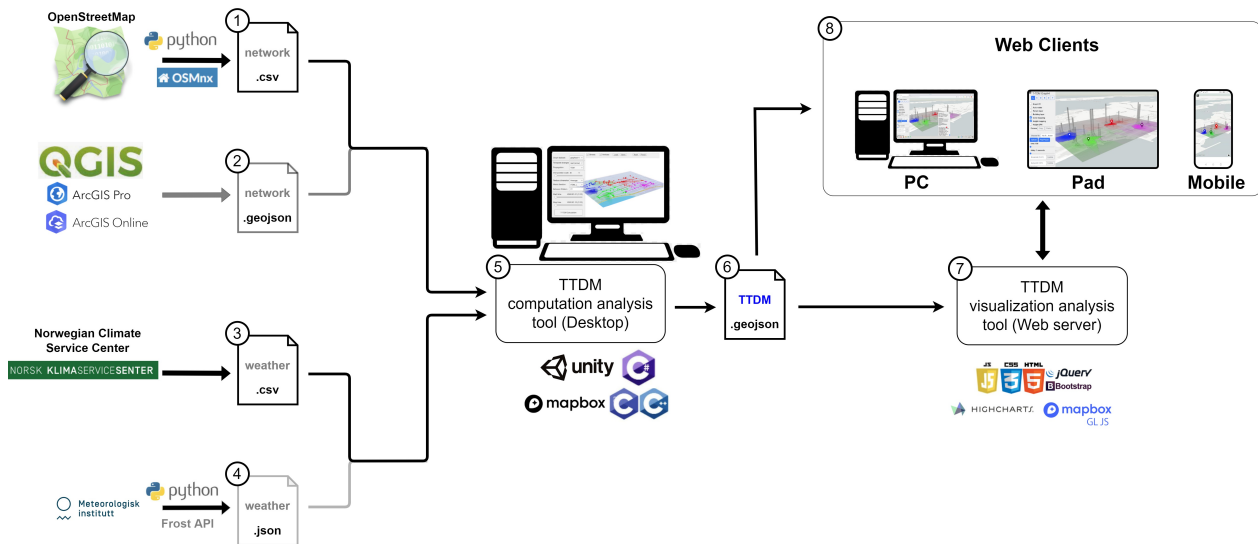 OpenStreetMap
python
OSMnx
1
network
.csv
QGIS
ArcGIS Pro
ArcGIS Online
2
network
.geojson
Norwegian Climate
Service Center
NORSK KLIMASERVICESENTER
3
weather
.csv
Meteorologisk
institutt
python
Frost API
4
weather
.json
5
TTDM
computation analysis
tool (Desktop)
unity
C#
mapbox
C
C++
6
TTDM
.geojson
7
TTDM
visualization analysis
tool (Web server)
JS
CSS
HTML
JS
3
5
jQuery
B Bootstrap
HIGHCHARTS
mapbox
GL JS
8
Web Clients
PC
Pad
Mobile